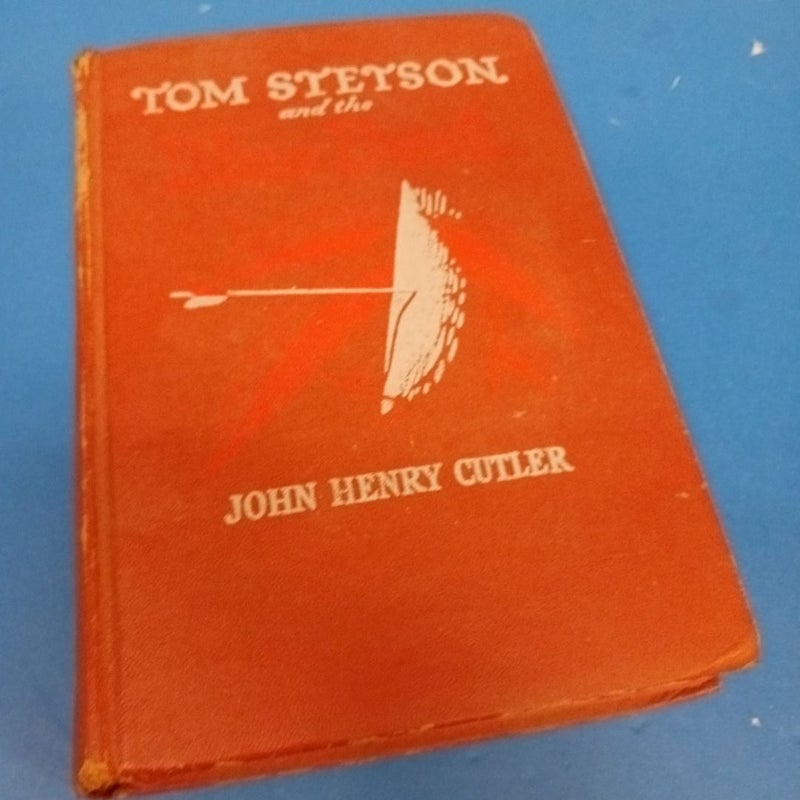 TOM STETSON
and the
JOHN HENRY CUTLER